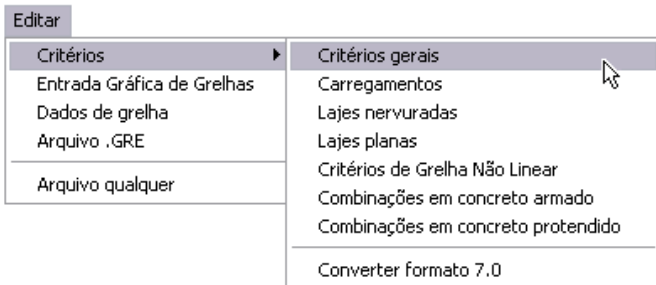 Editar
Critérios
Entrada Gráfica de Grelhas
Dados de grelha
Arquivo .GRE
Arquivo qualquer
Critérios gerais
Carregamentos
Lajes nervuradas
Lajes planas
Critérios de Grelha Não Linear
Combinações em concreto armado
Combinações em concreto protendido
Converter formato 7.0